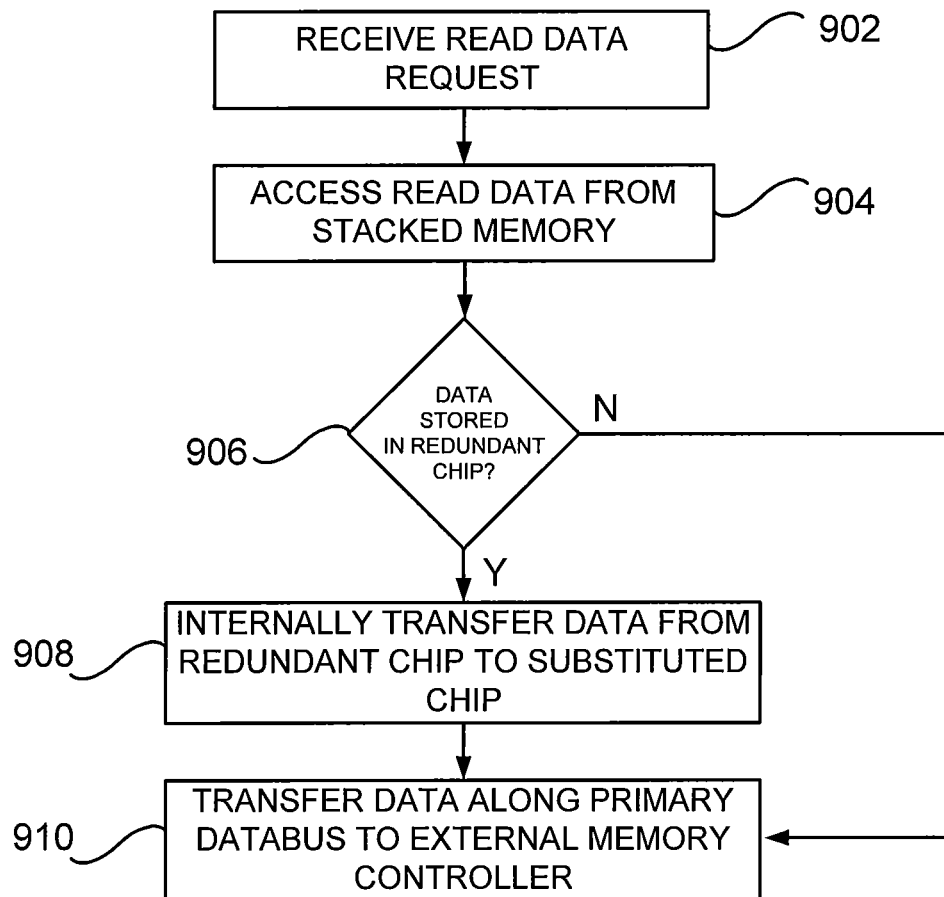 RECEIVE READ DATA
REQUEST
902
ACCESS READ DATA FROM
STACKED MEMORY
904
DATA
STORED
IN REDUNDANT
CHIP?
906
N
Y
INTERNALLY TRANSFER DATA FROM
REDUNDANT CHIP TO SUBSTITUTED
CHIP
908
TRANSFER DATA ALONG PRIMARY
DATABUS TO EXTERNAL MEMORY
CONTROLLER
910